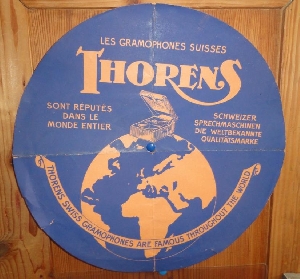 LES GRAMOPHONES SUISSES
THORENS
SONT RÉPUTÉS
DANS LE
MONDE ENTIER
SCHWEIZER
SPRECHMASCHINEN
DIE WELTBEKANNTE
QUALITÄTSMARKE
THORENS SWISS GRAMOPHONES ARE FAMOUS THROUGHOUT THE WORLD